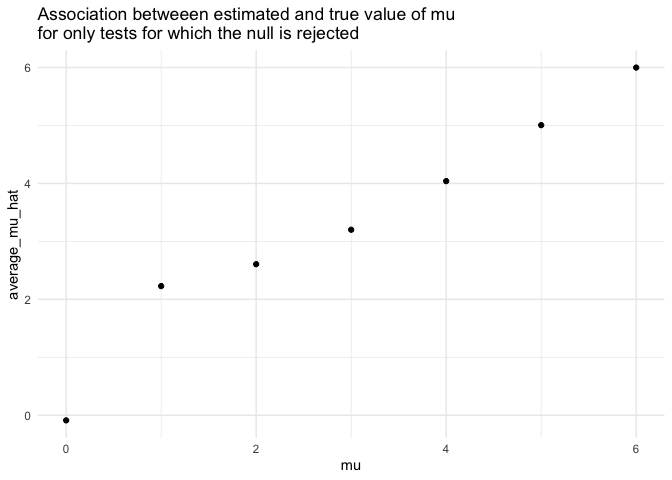 Association betweeen estimated and true value of mu
for only tests for which the null is rejected
6
4
2
0
average_mu_hat
0
2
4
6
mu